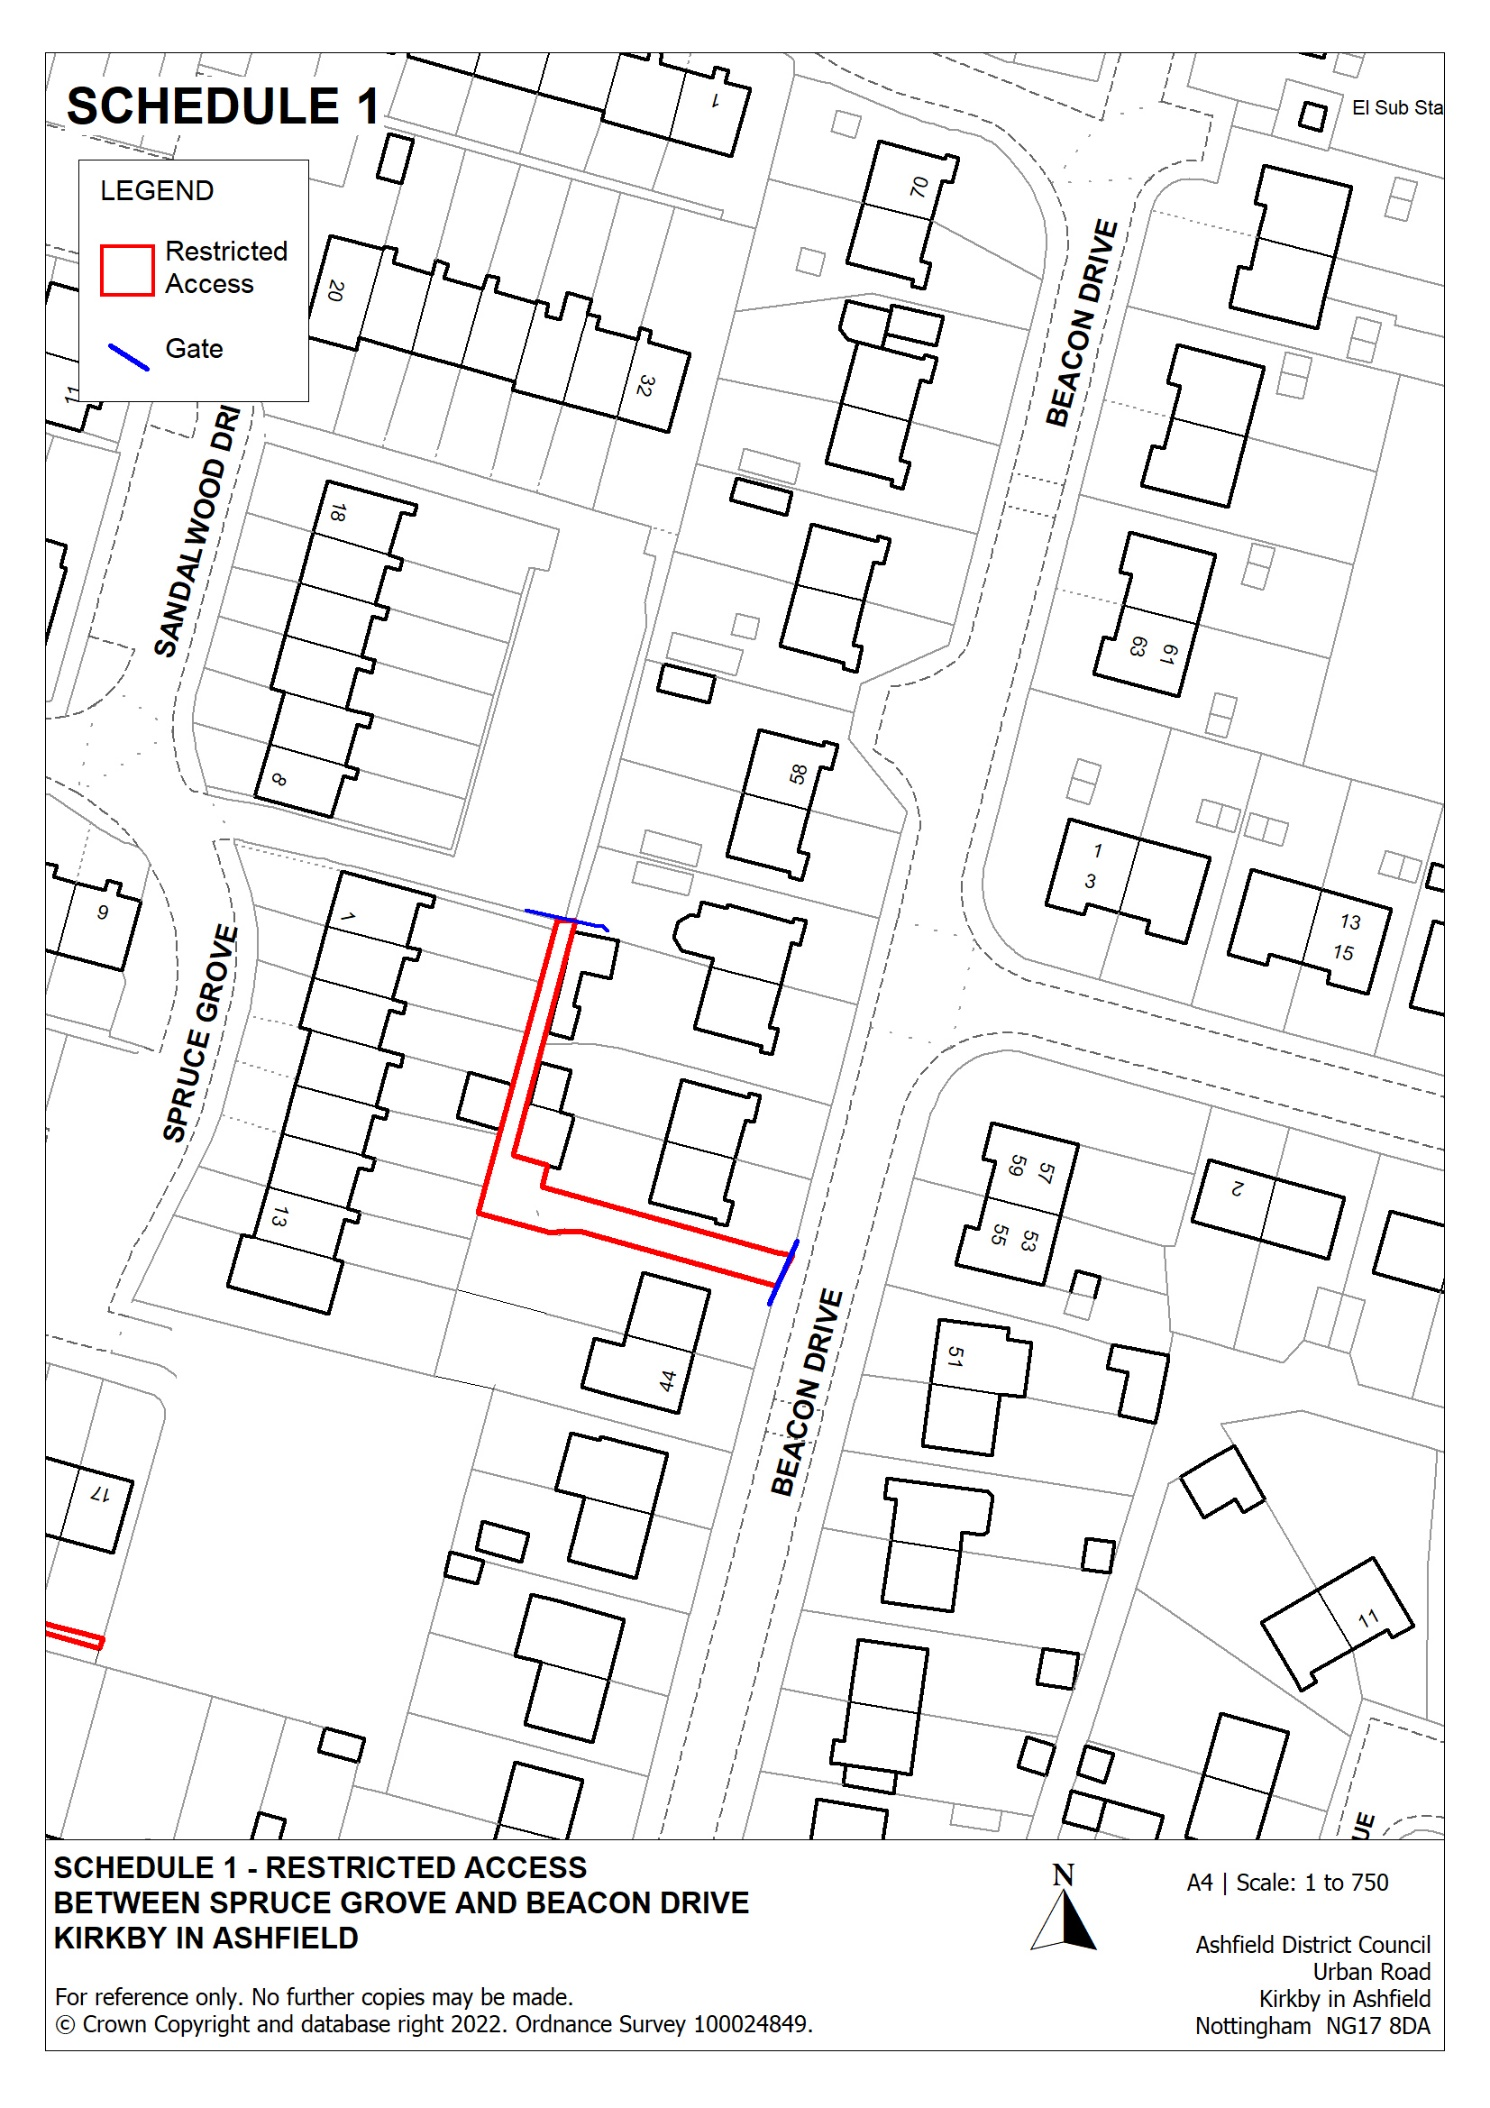 SCHEDULE 1
LEGEND
Restricted
Access
Gate
El Sub Sta
1
70
20
32
11
BEACON DRIVE
SANDALWOOD DRI
18
8
63
61
58
1
3
13
15
9
1
SPRUCE GROVE
13
59
57
55
53
2
51
44
BEACON DRIVE
17
11
UE
SCHEDULE 1 - RESTRICTED ACCESS
BETWEEN SPRUCE GROVE AND BEACON DRIVE
KIRKBY IN ASHFIELD
For reference only. No further copies may be made.
© Crown Copyright and database right 2022. Ordnance Survey 100024849.
N
A4 | Scale: 1 to 750
Ashfield District Council
Urban Road
Kirkby in Ashfield
Nottingham NG17 8DA